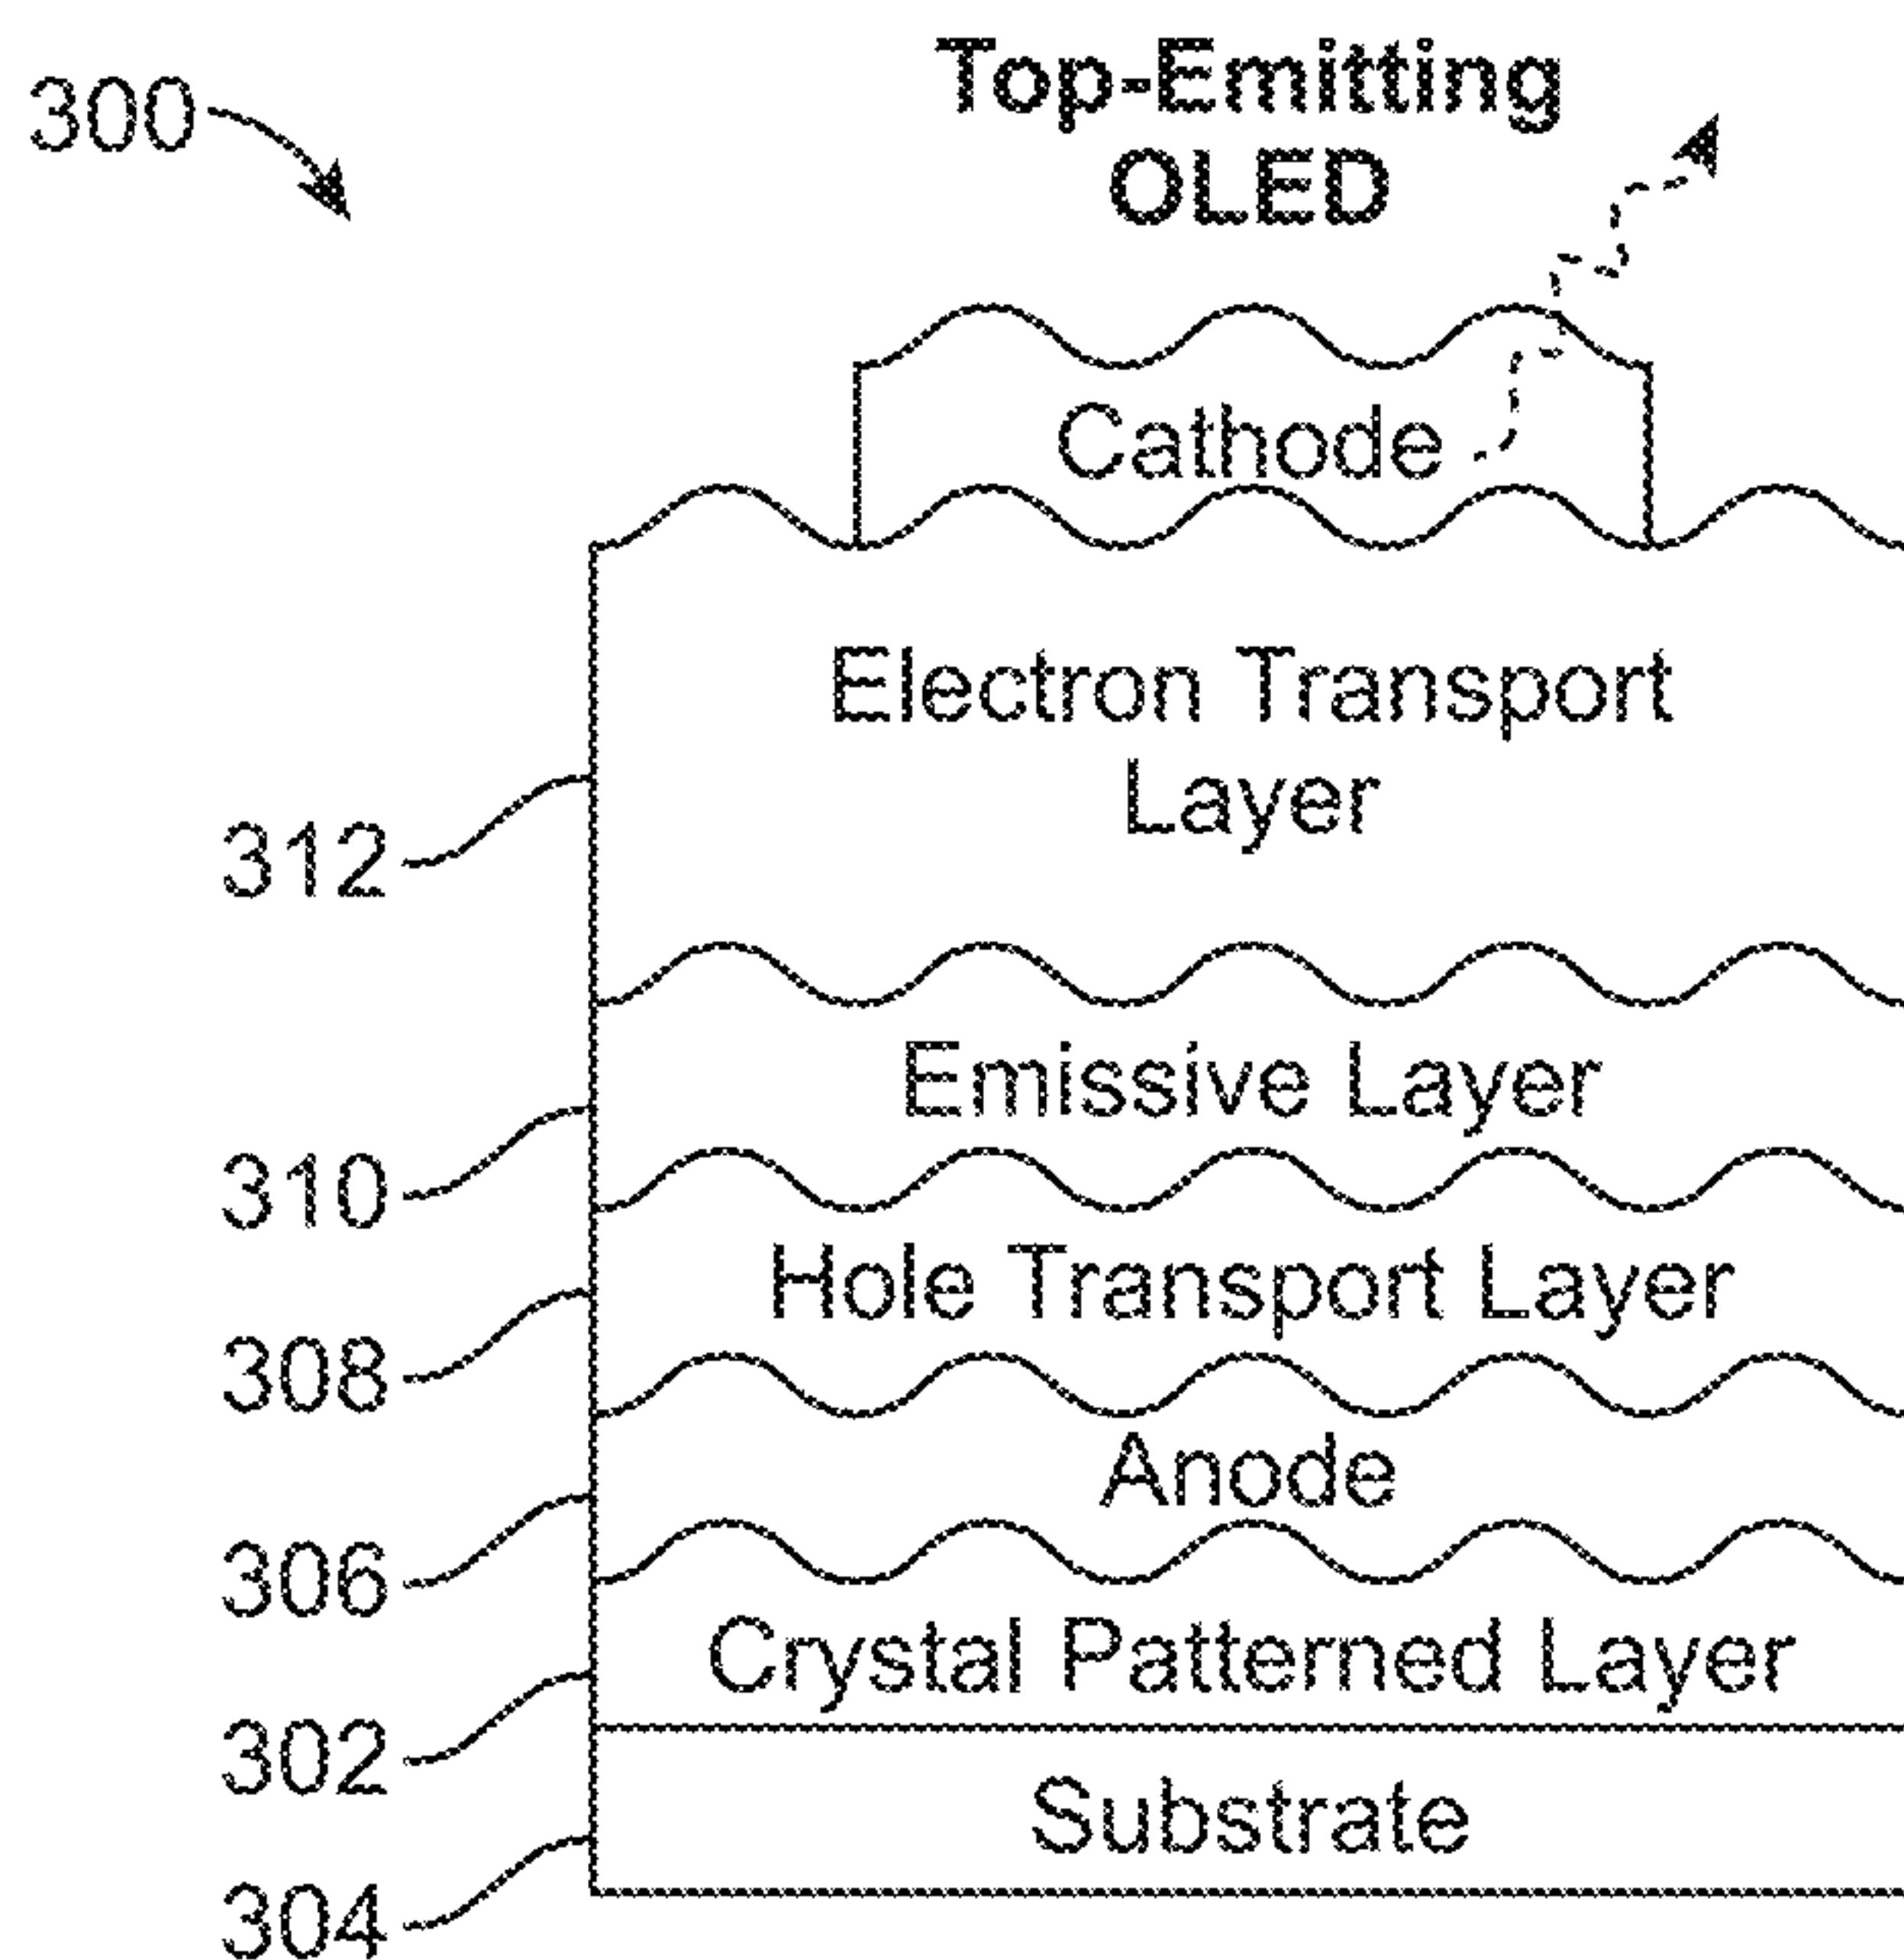 300
Top-Emitting
OLED
Cathode
Electron Transport
Layer
312
Emissive Layer
310
Hole Transport Layer
308
Anode
306
Crystal Patterned Layer
302
Substrate
304